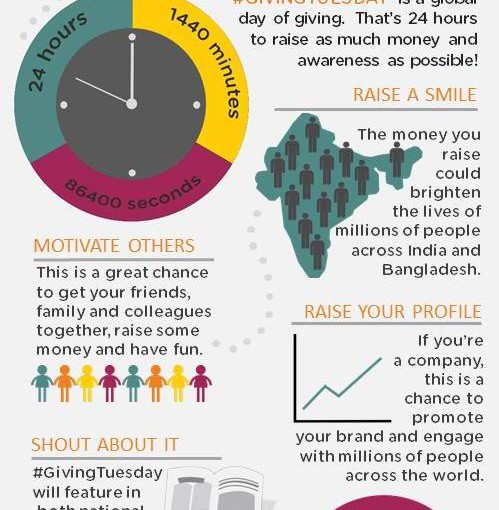 24 hours
1440 minutes
86400 seconds
#GIVINGTUESDAY is a global
day of giving. That's 24 hours
to raise as much money and
awareness as possible!
RAISE A SMILE
The money you
raise
could
brighten
the lives of
millions of people
across India and
Bangladesh.
MOTIVATE OTHERS
This is a great chance
to get your friends,
family and colleagues
together, raise some
money and have fun.
RAISE YOUR PROFILE
If you're
a company,
this is a
chance to
promote
your brand and engage
with millions of people
across the world.
SHOUT ABOUT IT
#GivingTuesday
will feature in
both national